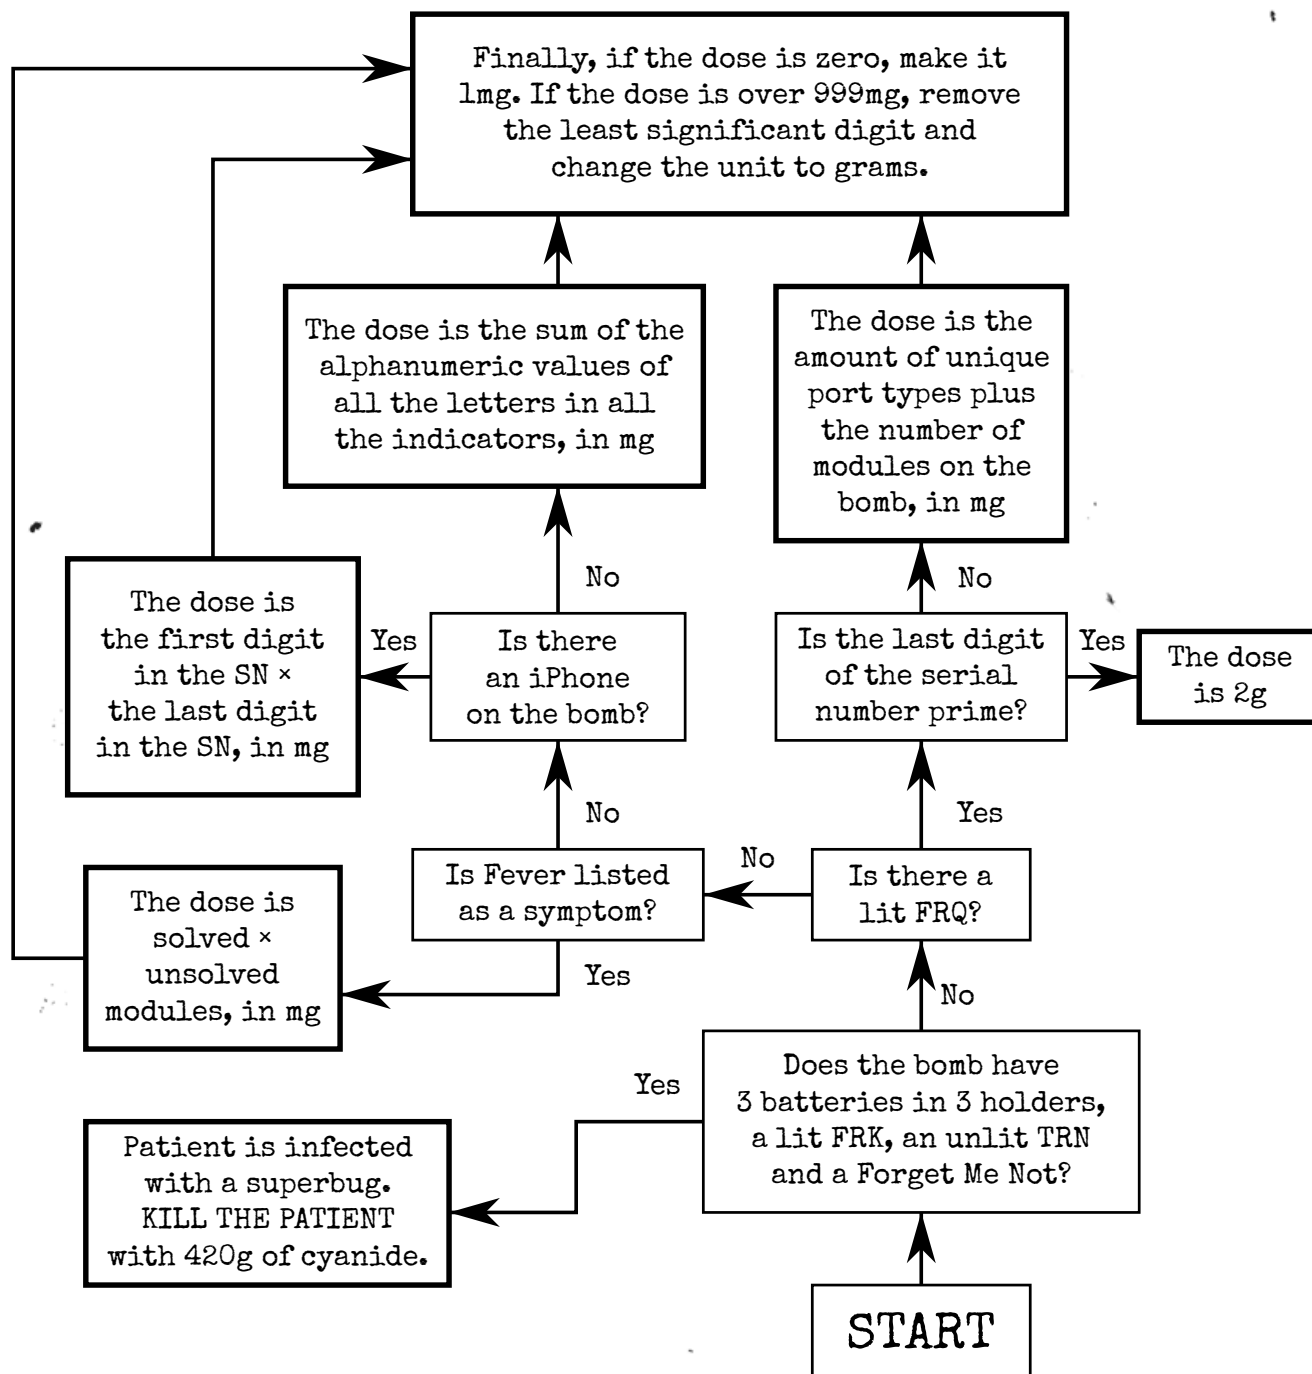 Finally, if the dose is zero, make it
1mg. If the dose is over 999mg, remove
the least significant digit and
change the unit to grams.
The dose is the sum of the
alphanumeric values of
all the letters in all
the indicators, in mg
The dose is the
amount of unique
port types plus
the number of
modules on the
bomb, in mg
No
No
The dose is
the first digit
in the SN ×
the last digit
in the SN, in mg
Yes
Is there
an iPhone
on the bomb?
Is the last digit
of the serial
number prime?
Yes
The dose
is 2g
No
Yes
Is Fever listed
as a symptom?
No
Is there a
lit FRQ?
The dose is
solved ×
unsolved
modules, in mg
Yes
No
Does the bomb have
3 batteries in 3 holders,
a lit FRK, an unlit TRN
and a Forget Me Not?
Yes
Patient is infected
with a superbug.
KILL THE PATIENT
with 420g of cyanide.
START